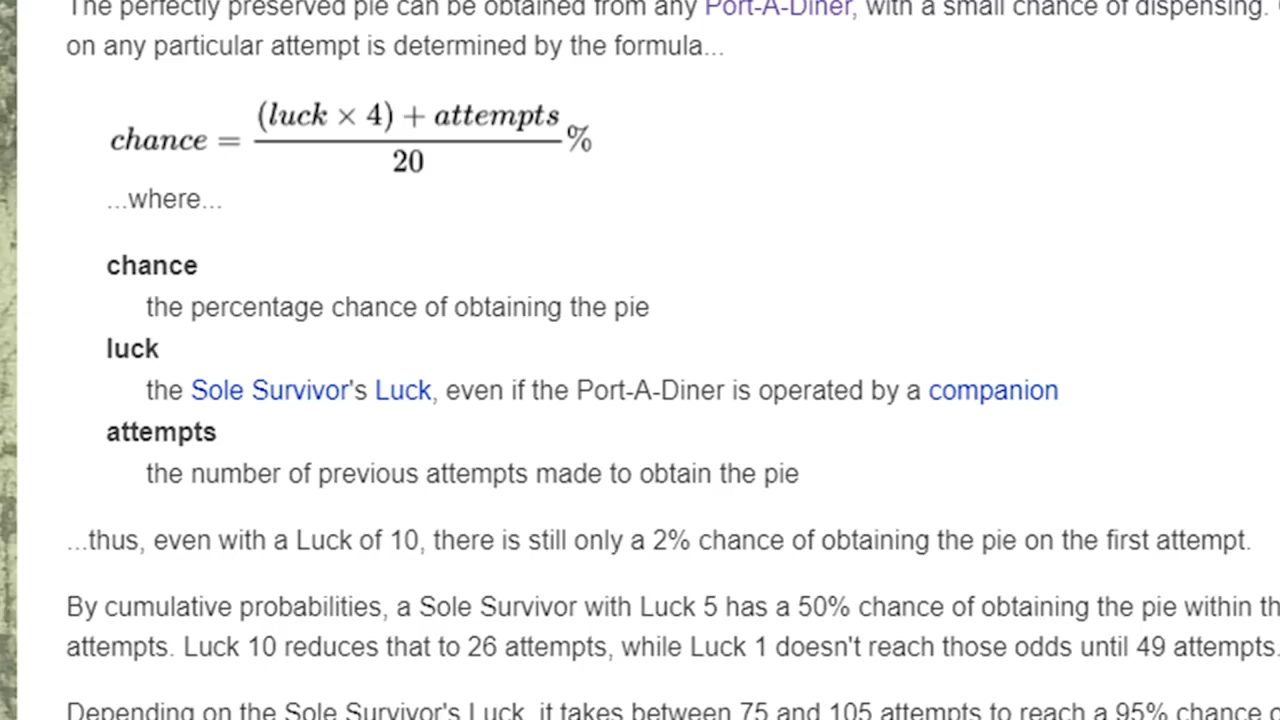 The perfectly preserved pie can be obtained from any Port-A-Diner, with a small chance of dispensing.
on any particular attempt is determined by the formula...
chance = (luck × 4) + attempts / 20 %
...where...
chance
the percentage chance of obtaining the pie
luck
the Sole Survivor's Luck, even if the Port-A-Diner is operated by a companion
attempts
the number of previous attempts made to obtain the pie
...thus, even with a Luck of 10, there is still only a 2% chance of obtaining the pie on the first attempt.
By cumulative probabilities, a Sole Survivor with Luck 5 has a 50% chance of obtaining the pie within th
attempts. Luck 10 reduces that to 26 attempts, while Luck 1 doesn't reach those odds until 49 attempts.
Depending on the Sole Survivor's Luck, it takes between 75 and 105 attempts to reach a 95% chance